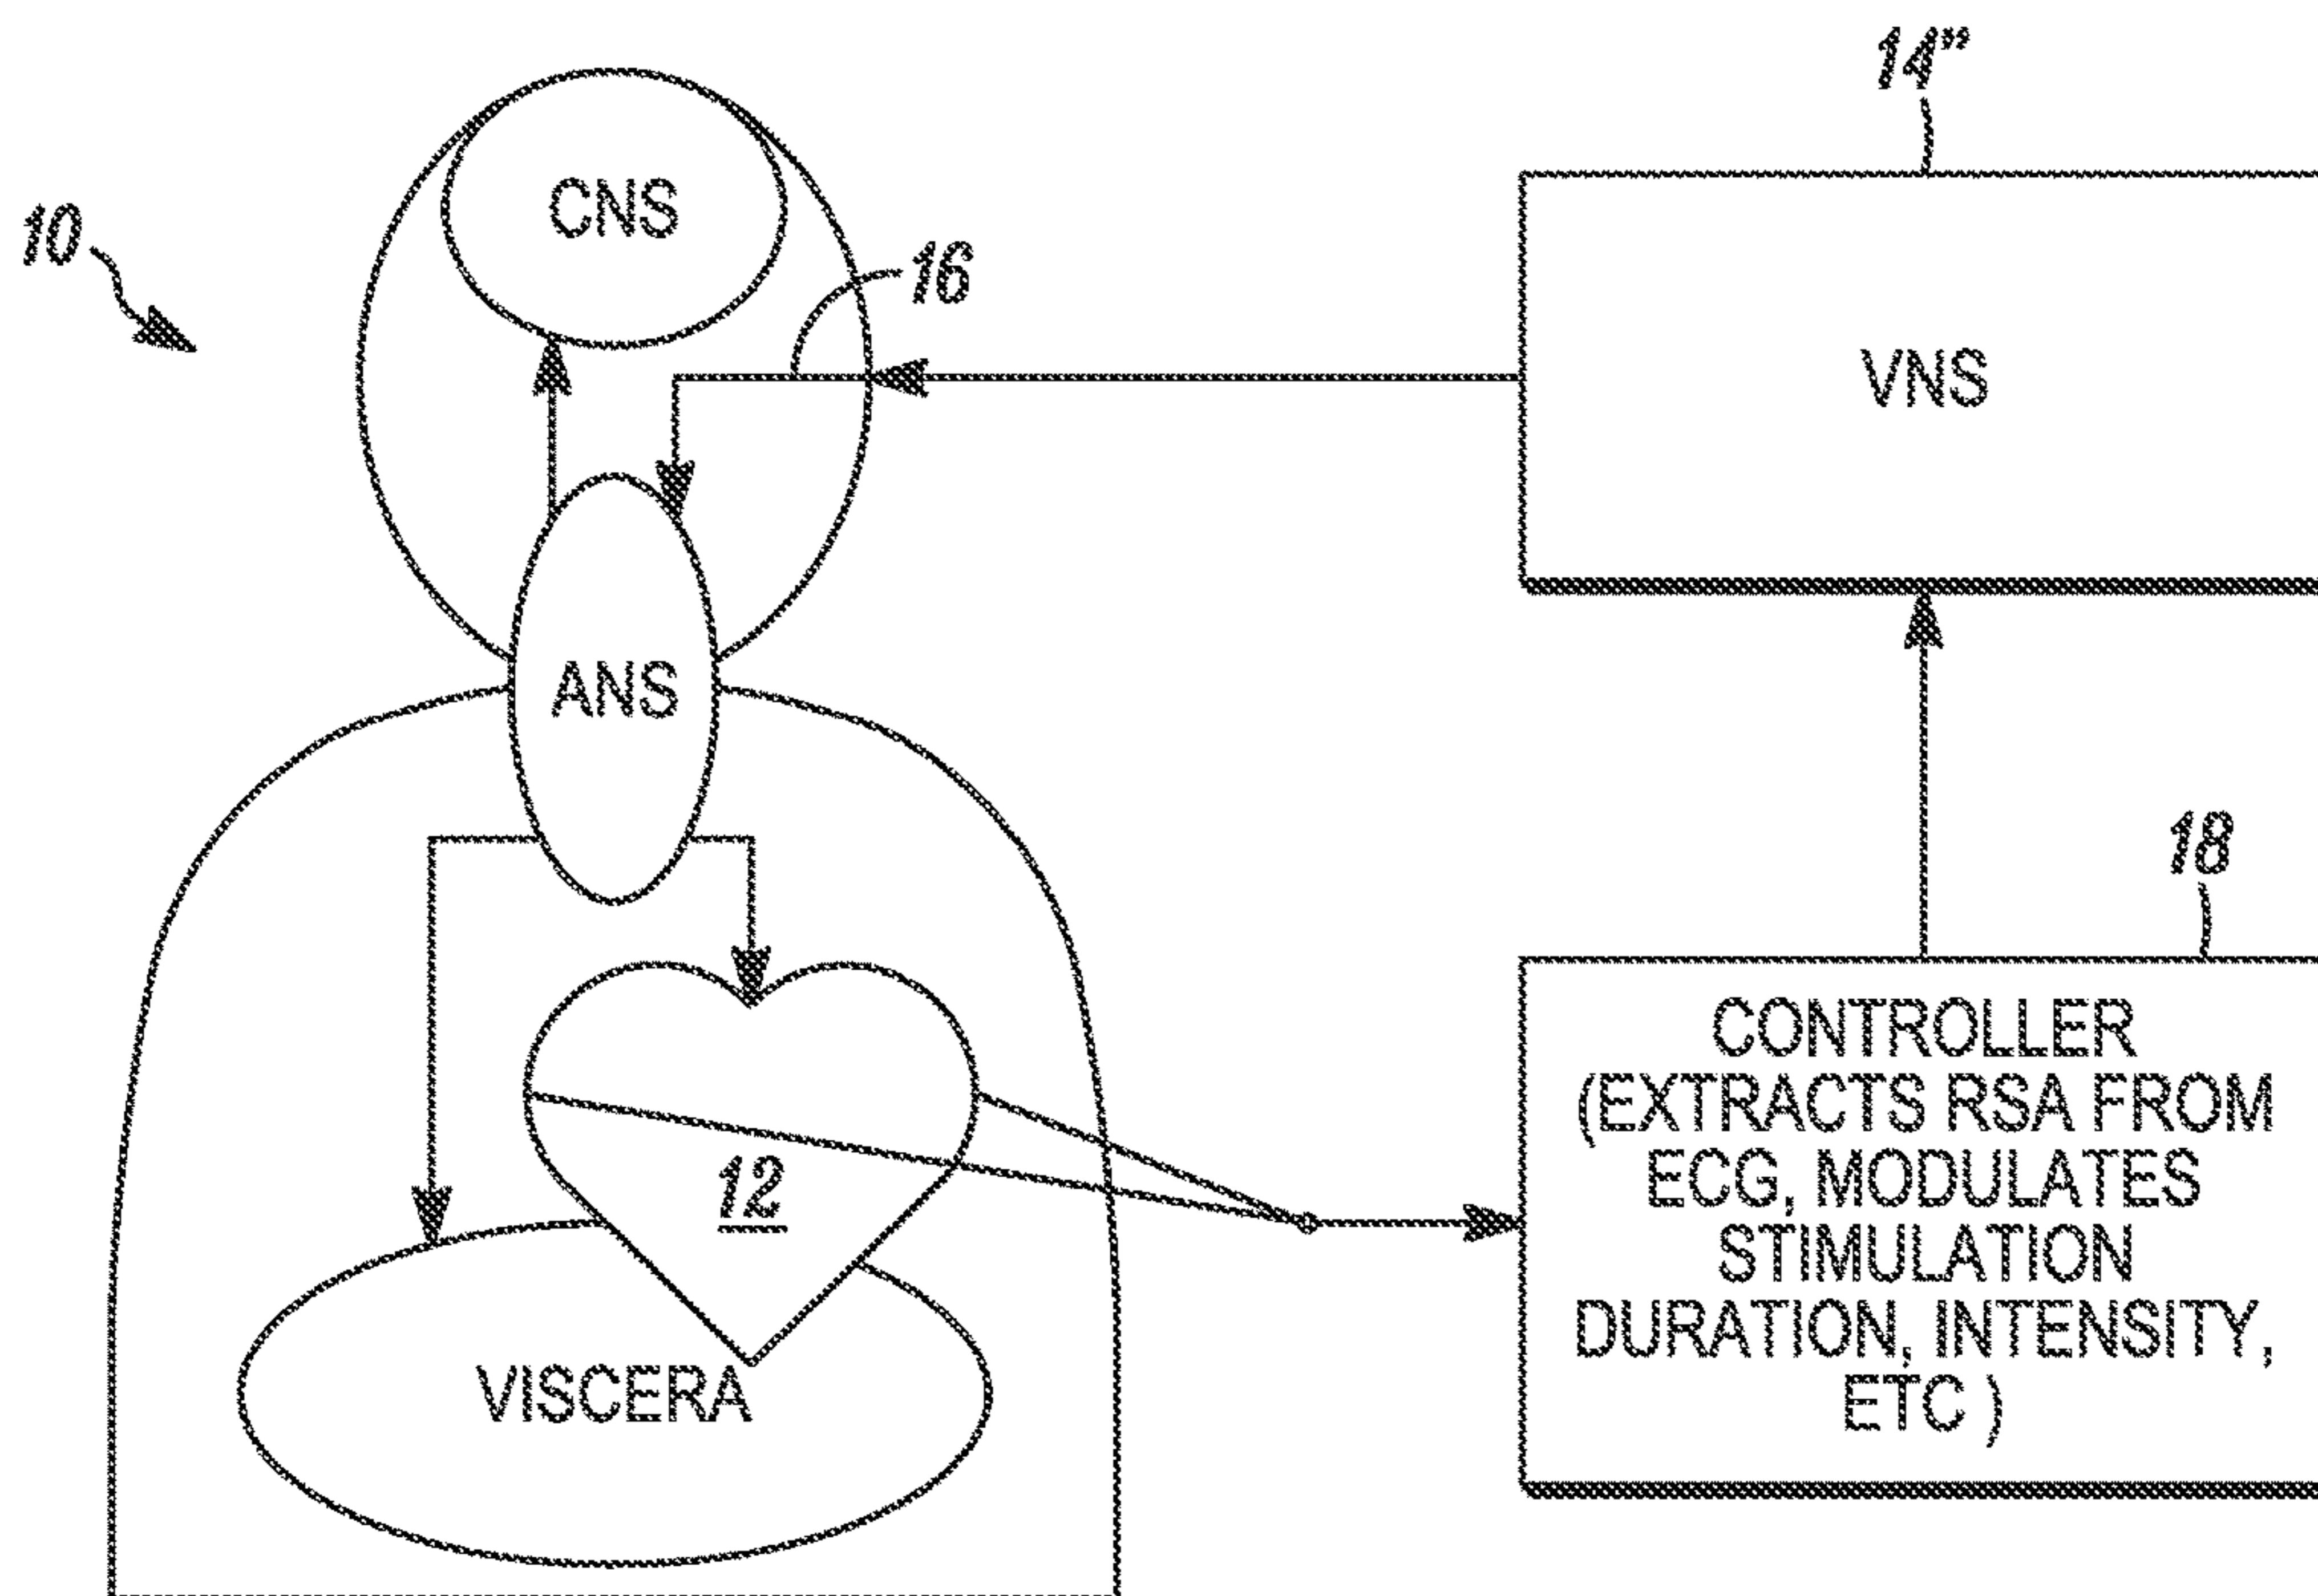 14"
10
CNS
16
VNS
ANS
18
12
CONTROLLER
(EXTRACTS RSA FROM
ECG, MODULATES
STIMULATION
DURATION, INTENSITY,
ETC )
VISCERA